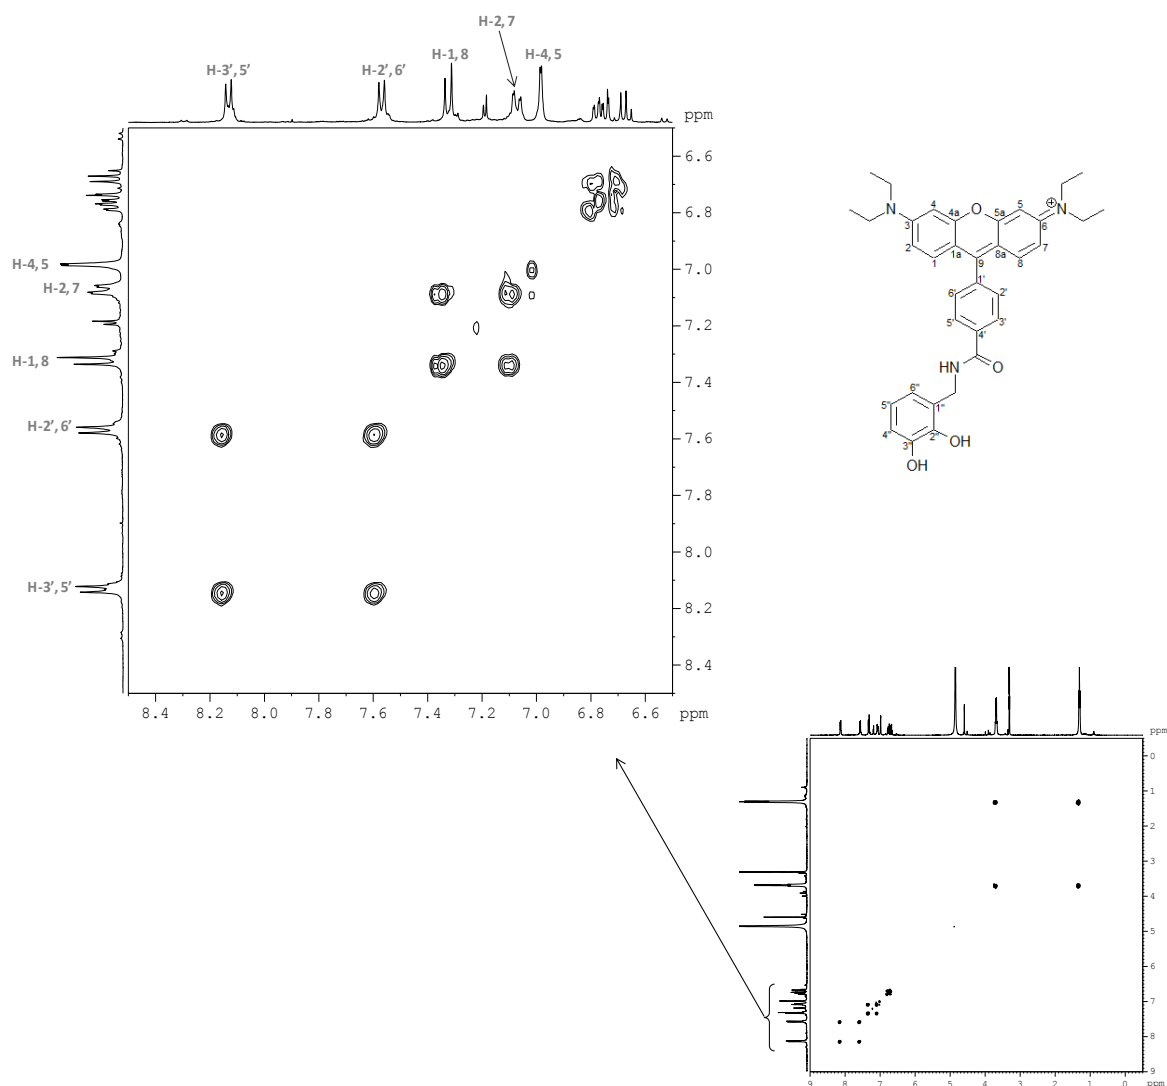 H-2,7
H-3',5'
H-2',6'
H-1,8
H-4,5
ppm
6.6
6.8
7.0
7.2
7.4
7.6
7.8
8.0
8.2
8.4
H-4,5
H-2,7
H-1,8
H-2',6'
H-3',5'
8.4 8.2 8.0 7.8 7.6 7.4 7.2 7.0 6.8 6.6 ppm
N 3 4 4a O 5a 5 6 N +
2 1 1a 9 8a 8 7
1'
6' 2'
5' 3'
4'
HN O
6"
5" 1"
4" 2"
3" OH
OH
ppm
0
1
2
3
4
5
6
7
8
9
9 8 7 6 5 4 3 2 1 0 ppm